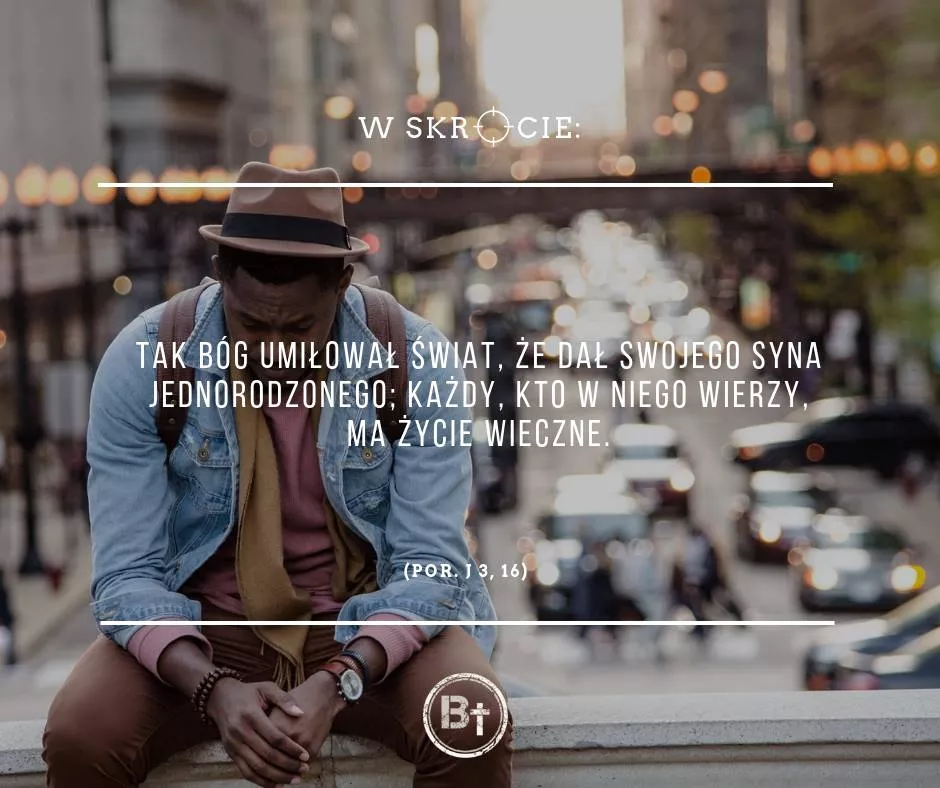 W SKRÓCIE:
TAK BÓG UMIŁOWAŁ ŚWIAT, ŻE DAŁ SWOJEGO SYNA
JEDNORODZONEGO; KAŻDY, KTO W NIEGO WIERZY,
MA ŻYCIE WIECZNE.
(POR. J 3, 16)
B†